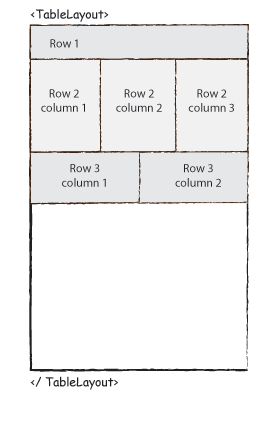 <TableLayout>
Row 1
Row 2
column 1
Row 2
column 2
Row 2
column 3
Row 3
column 1
Row 3
column 2
</ TableLayout>